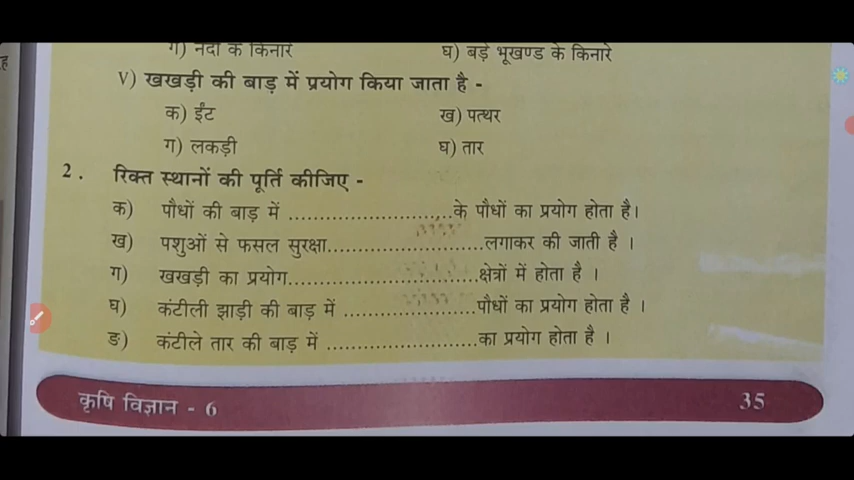 ग) नदी के किनारे घ) बड़े भूखण्ड के किनारे
V) खखड़ी की बाड़ में प्रयोग किया जाता है -
क) ईंट ख) पत्थर
ग) लकड़ी घ) तार
2. रिक्त स्थानों की पूर्ति कीजिए -
क) पौधों की बाड़ में ............................के पौधों का प्रयोग होता है।
ख) पशुओं से फसल सुरक्षा............................लगाकर की जाती है ।
ग) खखड़ी का प्रयोग..................................क्षेत्रों में होता है ।
घ) कंटीली झाड़ी की बाड़ में ........................पौधों का प्रयोग होता है ।
ङ) कंटीले तार की बाड़ में ...........................का प्रयोग होता है ।
कृषि विज्ञान - 6 35